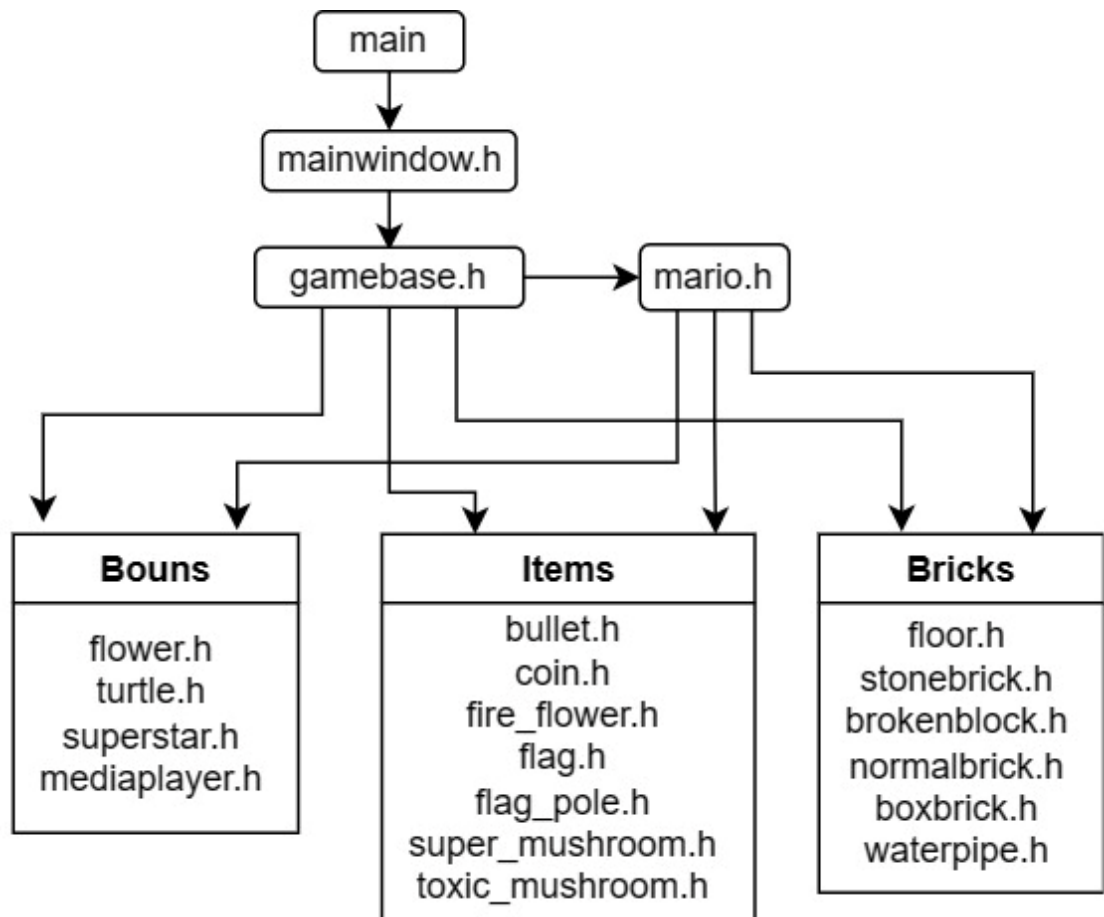 main
mainwindow.h
gamebase.h
mario.h
Bouns
flower.h
turtle.h
superstar.h
mediaplayer.h
Items
bullet.h
coin.h
fire_flower.h
flag.h
flag_pole.h
super_mushroom.h
toxic_mushroom.h
Bricks
floor.h
stonebrick.h
brokenblock.h
normalbrick.h
boxbrick.h
waterpipe.h